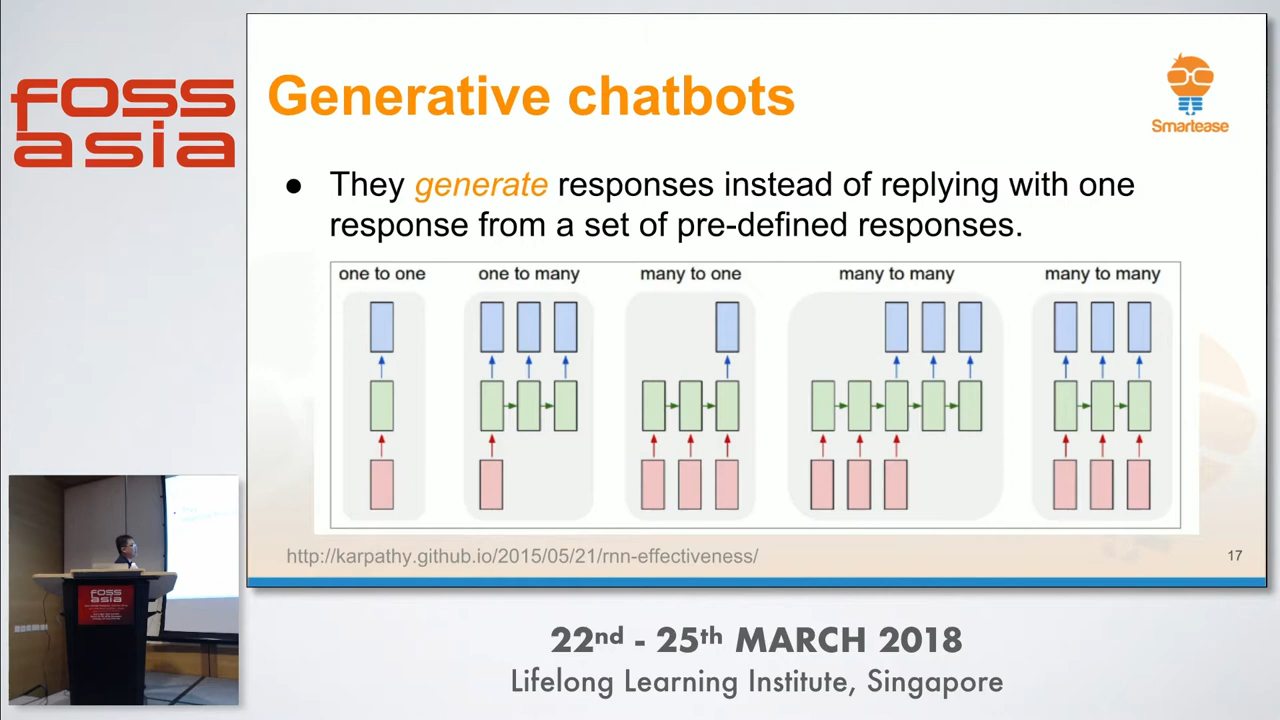 foss
asia
Generative chatbots
Smartease
● They generate responses instead of replying with one
response from a set of pre-defined responses.
one to one
one to many
many to one
many to many
many to many
http://karpathy.github.io/2015/05/21/rnn-effectiveness/
17
foss
asia
22nd - 25th MARCH 2018
Lifelong Learning Institute, Singapore